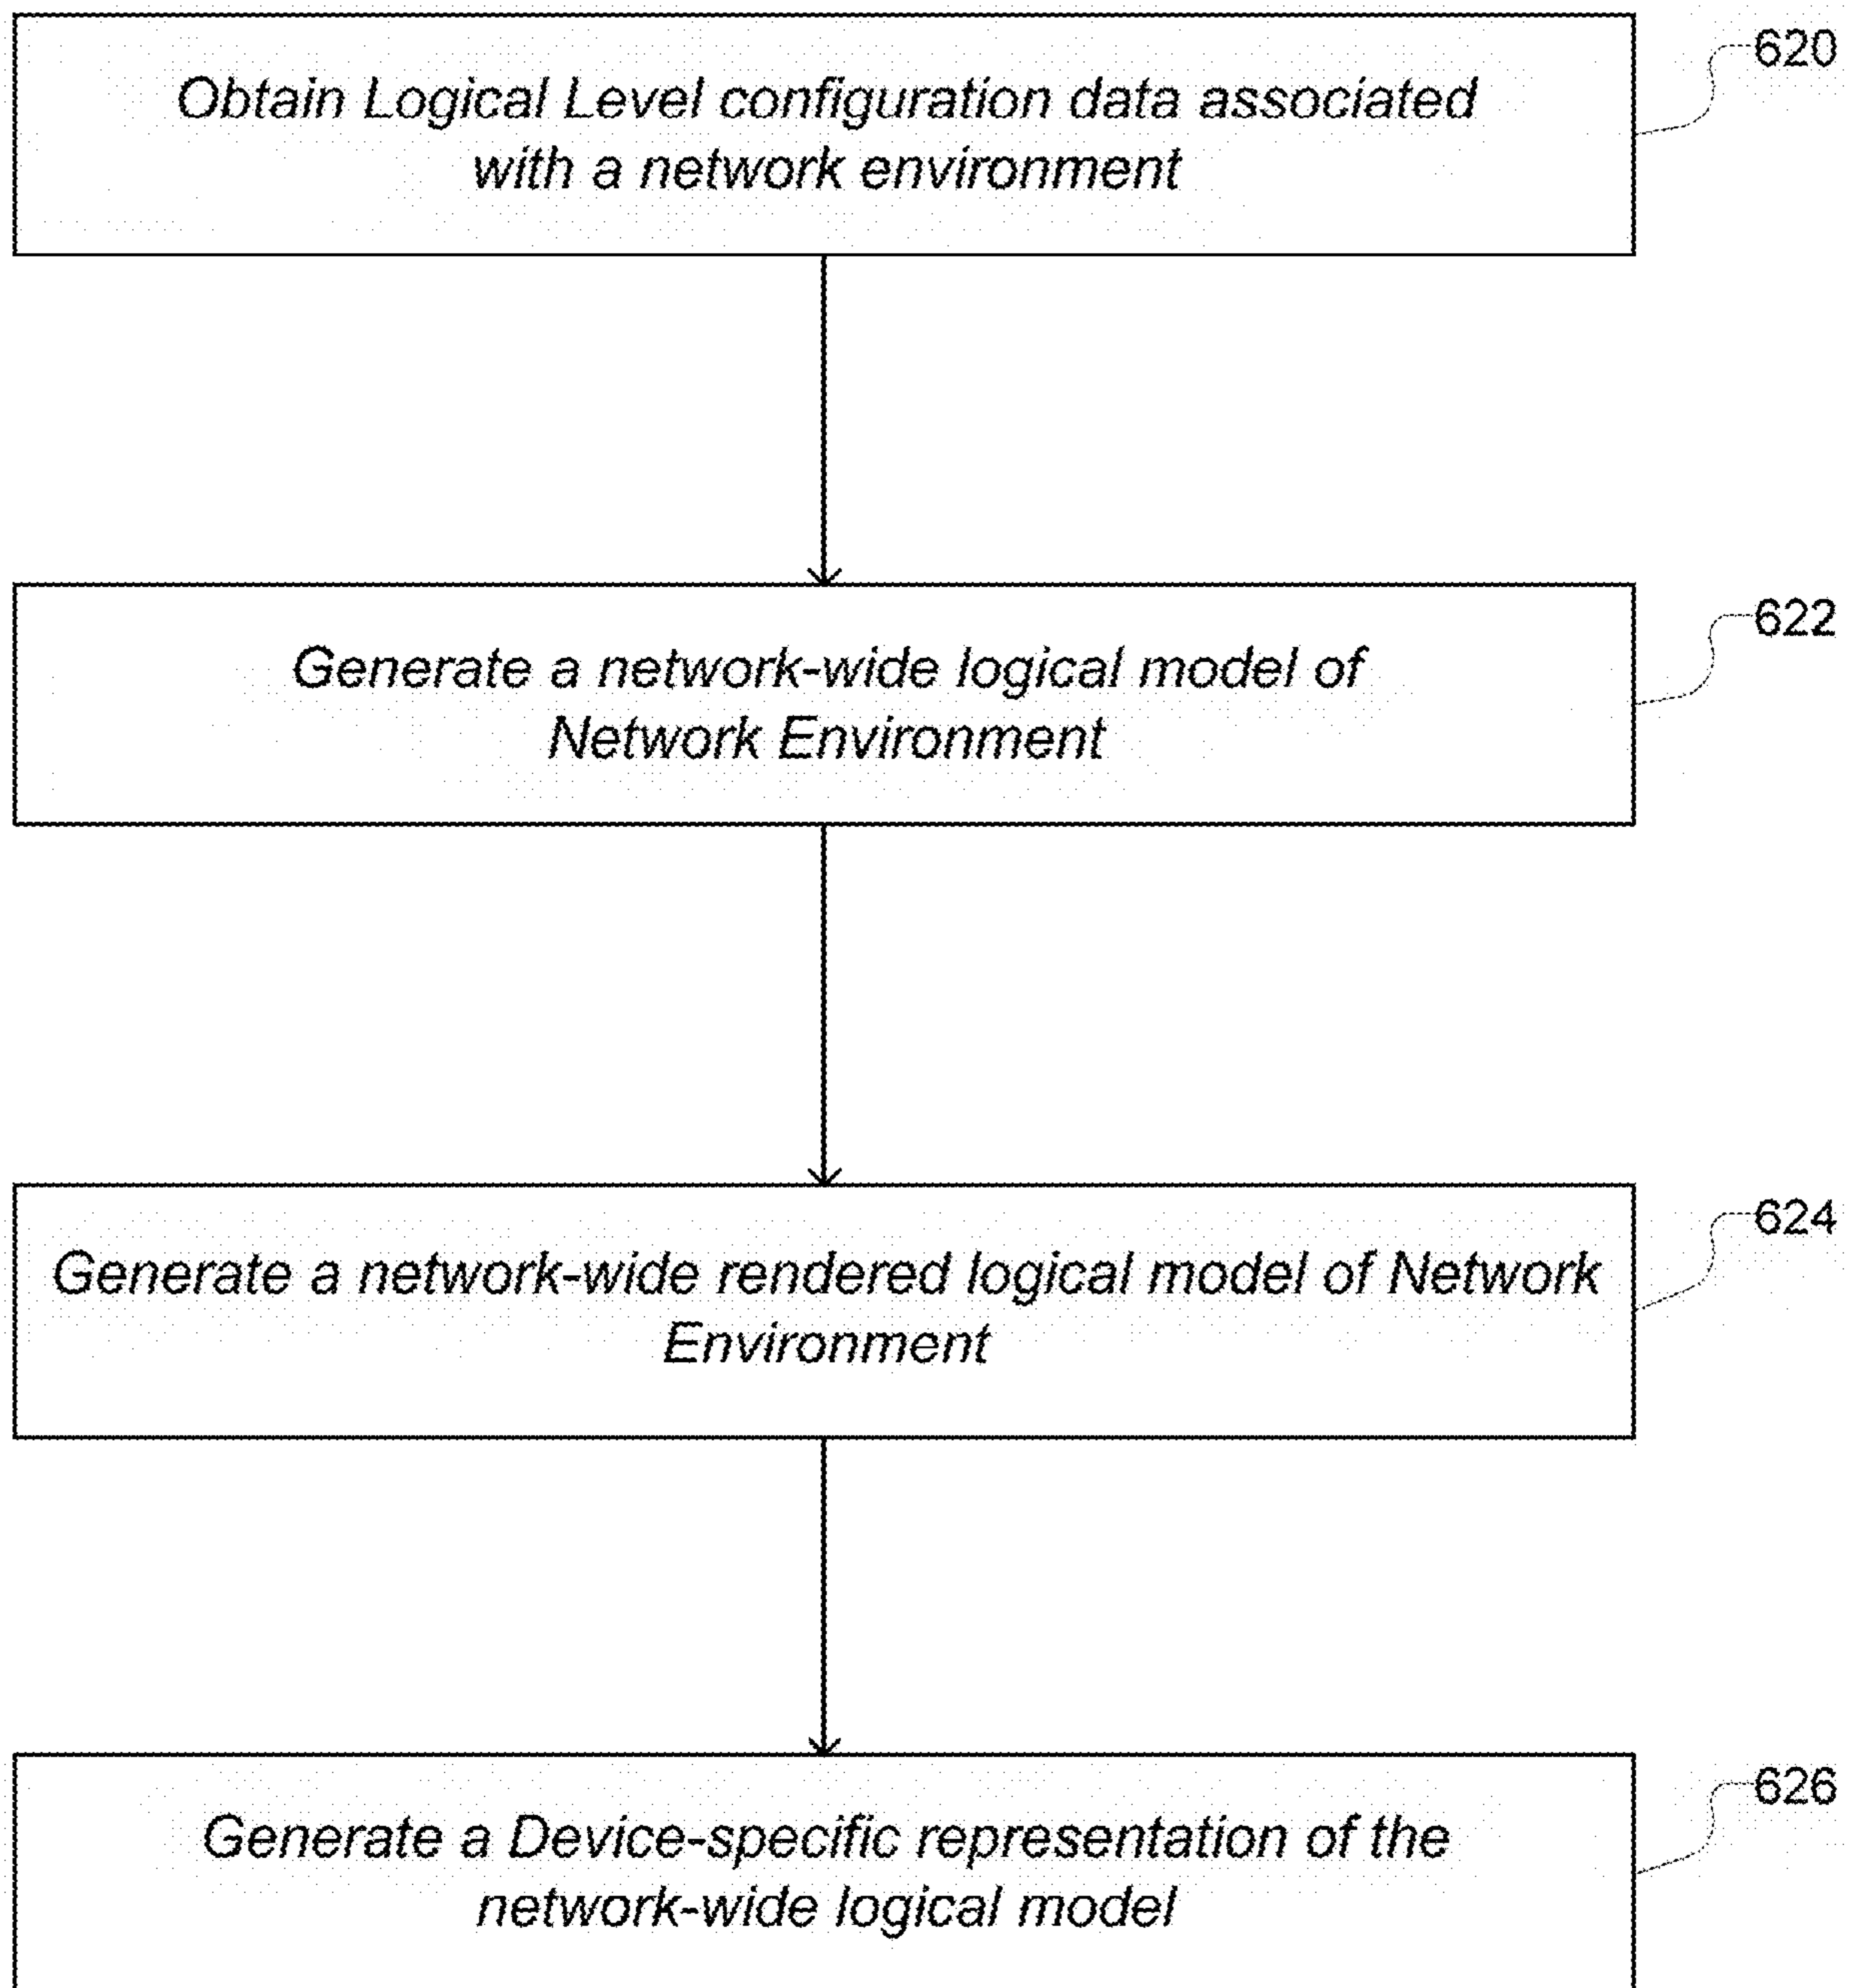 620
Obtain Logical Level configuration data associated
with a network environment
622
Generate a network-wide logical model of
Network Environment
624
Generate a network-wide rendered logical model of Network
Environment
626
Generate a Device-specific representation of the
network-wide logical model